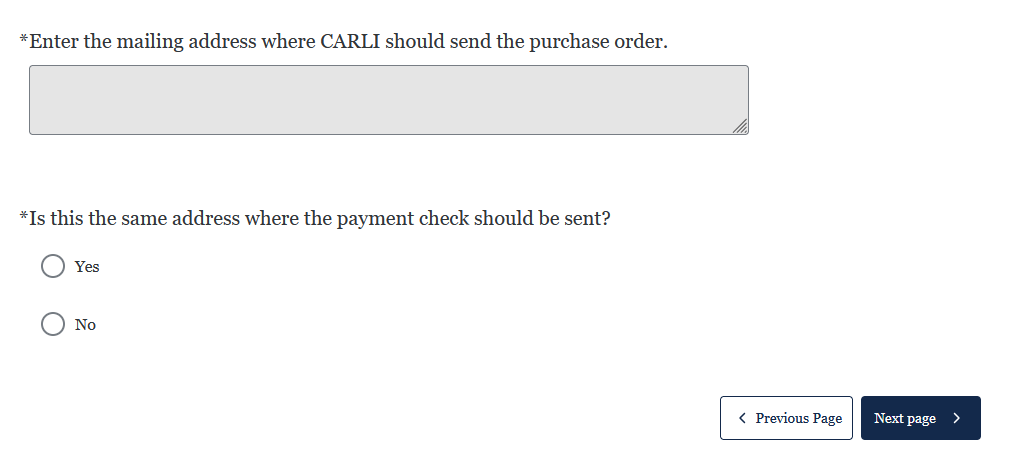 *Enter the mailing address where CARLI should send the purchase order.
*Is this the same address where the payment check should be sent?
Yes
No
Previous Page
Next page